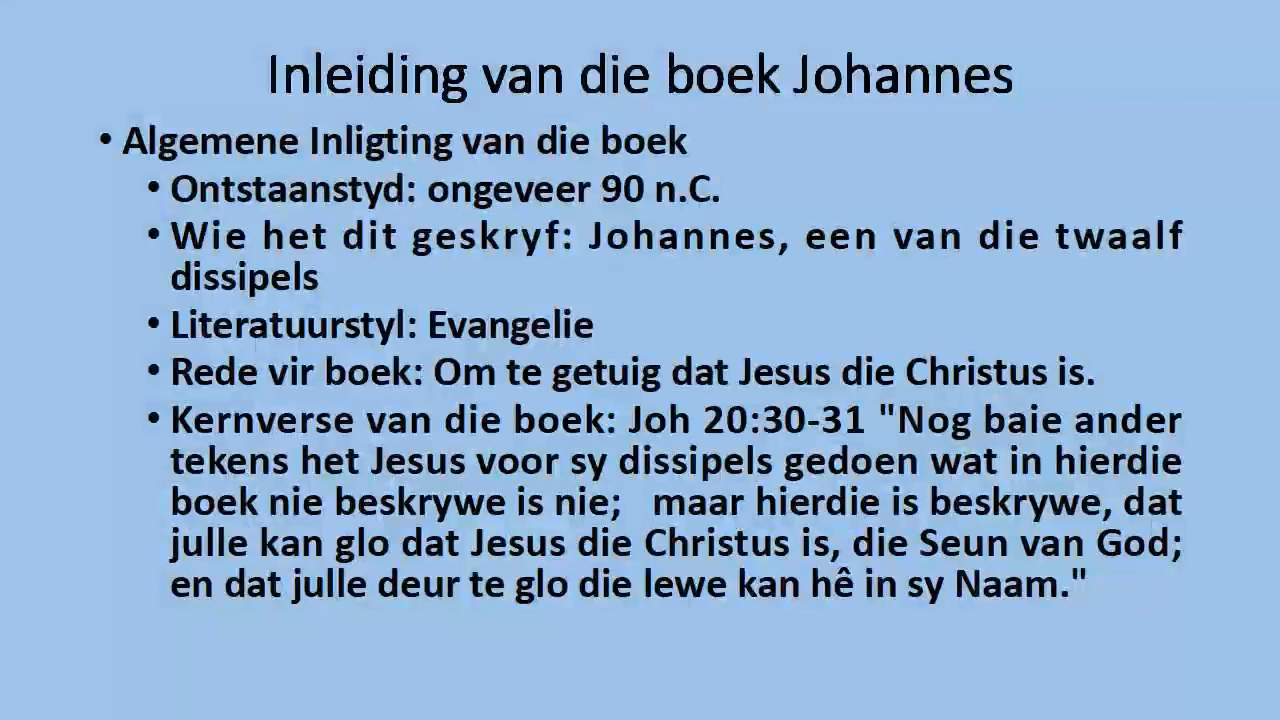 Inleiding van die boek Johannes
• Algemene Inligting van die boek
• Ontstaanstyd: ongeveer 90 n.C.
• Wie het dit geskryf: Johannes, een van die twaalf
dissipels
• Literatuurstyl: Evangelie
• Rede vir boek: Om te getuig dat Jesus die Christus is.
• Kernverse van die boek: Joh 20:30-31 "Nog baie ander
tekens het Jesus voor sy dissipels gedoen wat in hierdie
boek nie beskrywe is nie;   maar hierdie is beskrywe, dat
julle kan glo dat Jesus die Christus is, die Seun van God;
en dat julle deur te glo die lewe kan hê in sy Naam."